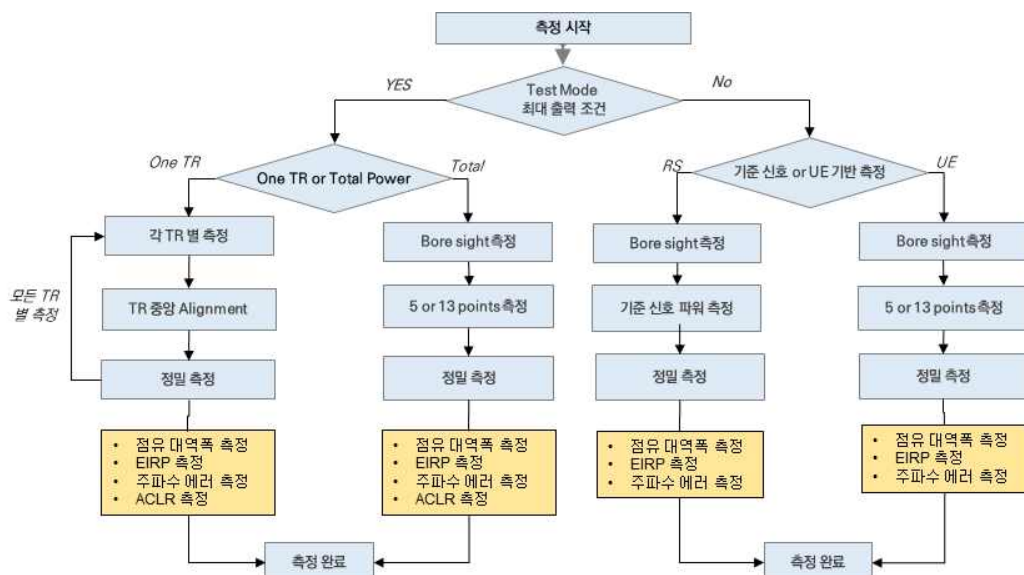 측정 시작
Test Mode
최대 출력 조건
YES
No
One TR or Total Power
One TR
Total
기준 신호 or UE 기반 측정
RS
UE
각 TR 별 측정
TR 중앙 Alignment
정밀 측정
모든 TR
별 측정
• 점유 대역폭 측정
• EIRP 측정
• 주파수 에러 측정
• ACLR 측정
Bore sight측정
5 or 13 points측정
정밀 측정
• 점유 대역폭 측정
• EIRP 측정
• 주파수 에러 측정
• ACLR 측정
측정 완료
Bore sight측정
기준 신호 파워 측정
정밀 측정
• 점유 대역폭 측정
• EIRP 측정
• 주파수 에러 측정
Bore sight측정
5 or 13 points측정
정밀 측정
• 점유 대역폭 측정
• EIRP 측정
• 주파수 에러 측정
측정 완료